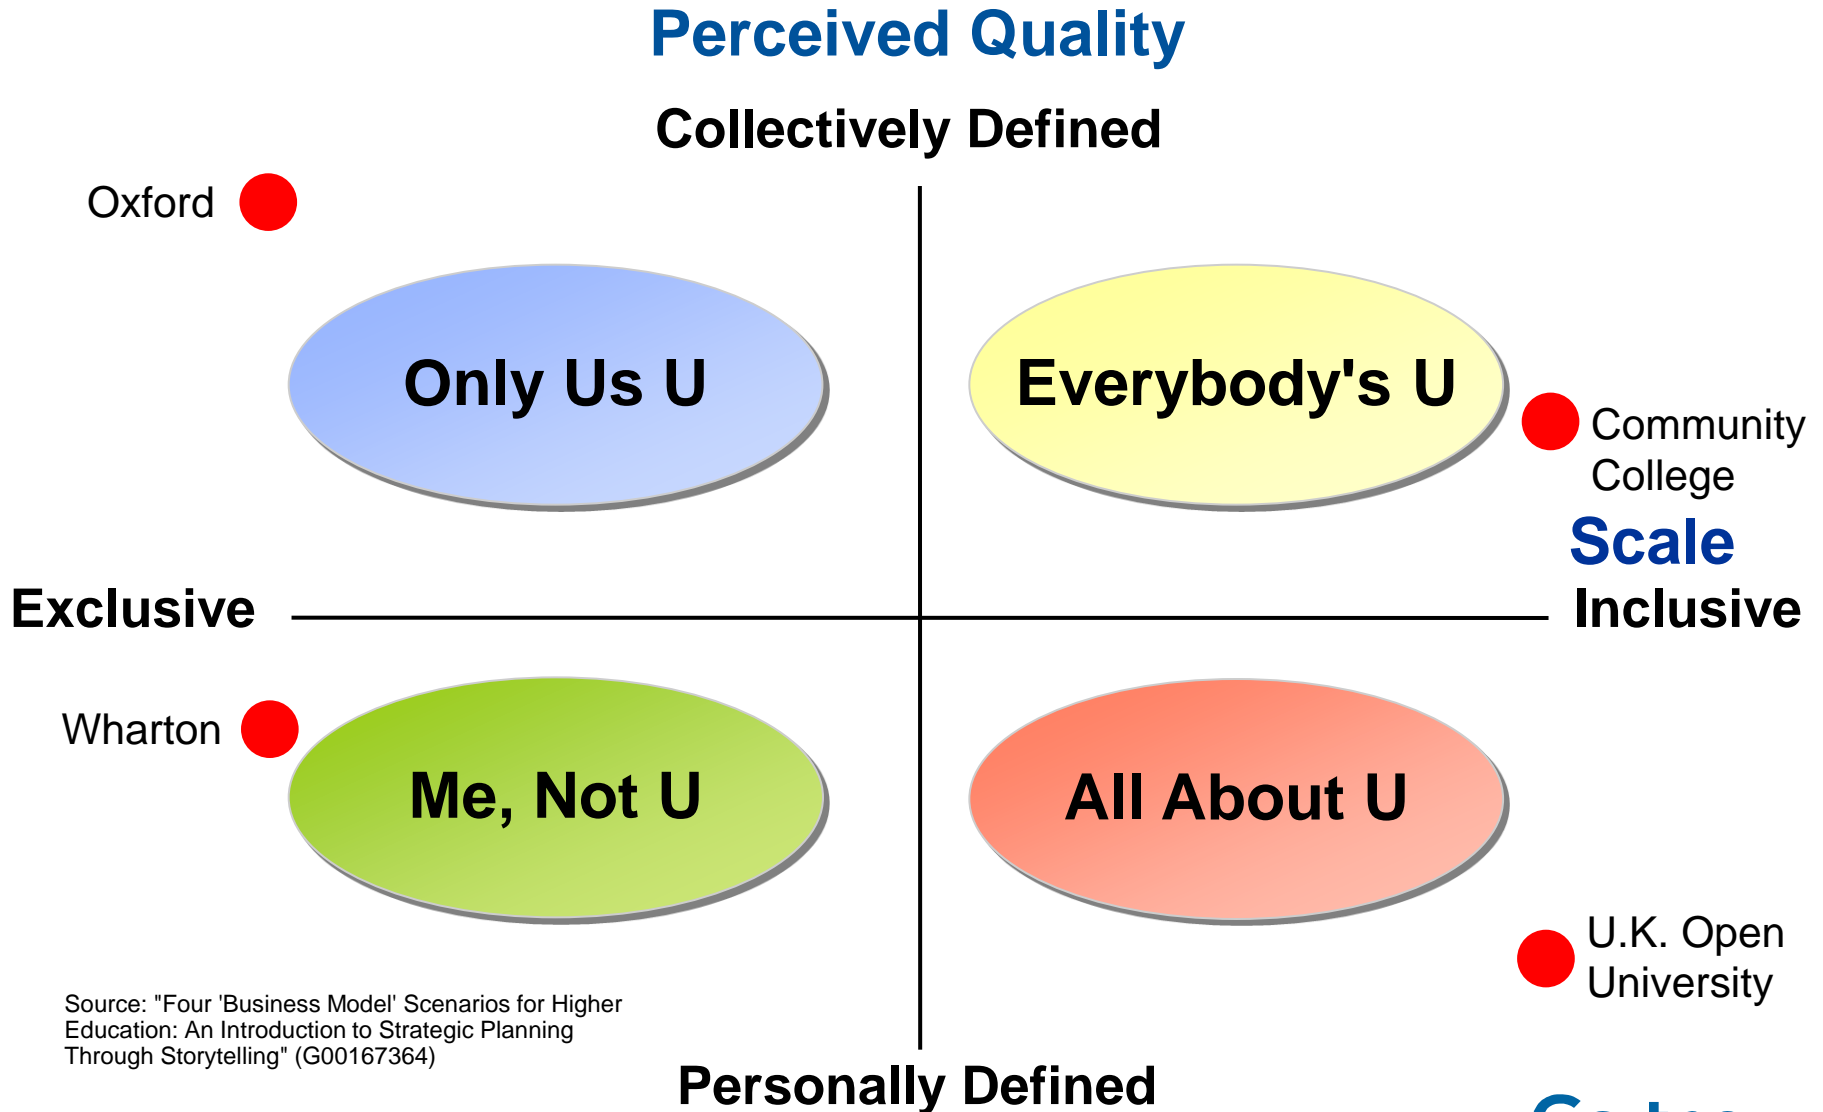 Perceived Quality
Collectively Defined
Oxford
Only Us U
Everybody's U
Community
College
Scale
Exclusive
Inclusive
Wharton
Me, Not U
All About U
U.K. Open
University
Source: "Four 'Business Model' Scenarios for Higher
Education: An Introduction to Strategic Planning
Through Storytelling" (G00167364)
Personally Defined